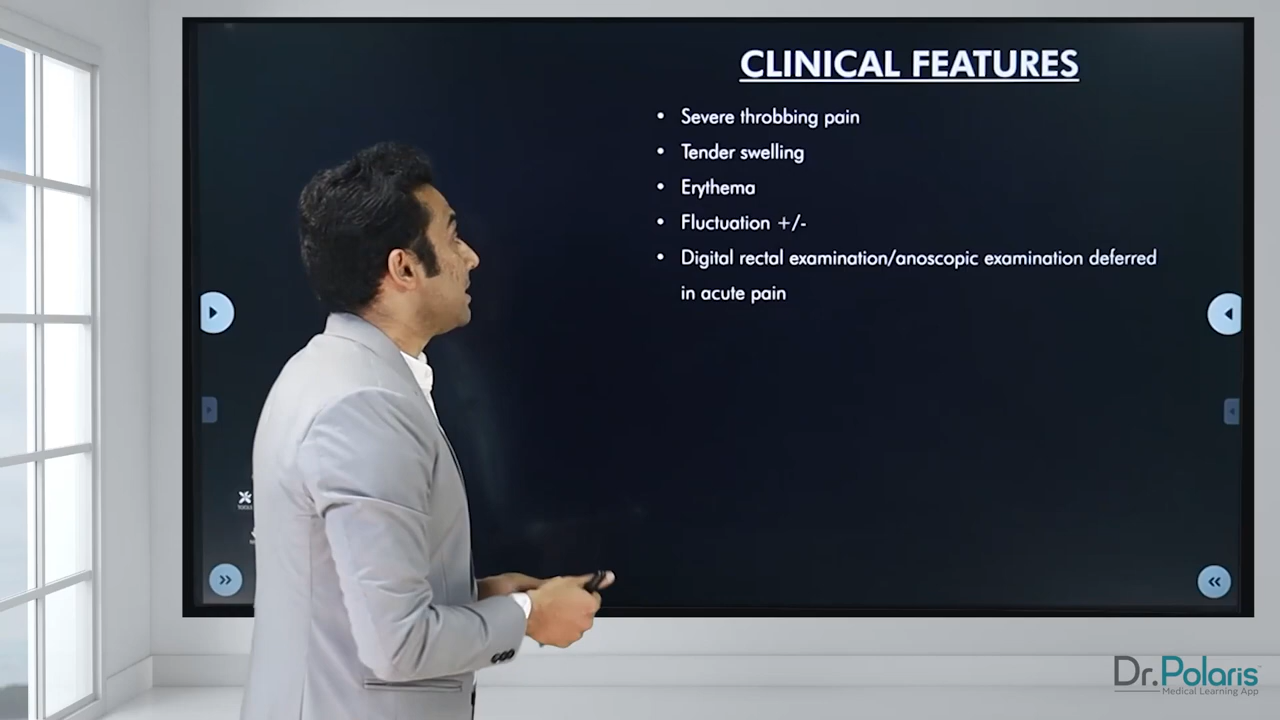 CLINICAL FEATURES
• Severe throbbing pain
• Tender swelling
• Erythema
• Fluctuation +/-
• Digital rectal examination/anoscopic examination deferred
in acute pain
Dr.Polaris
Medical Learning App